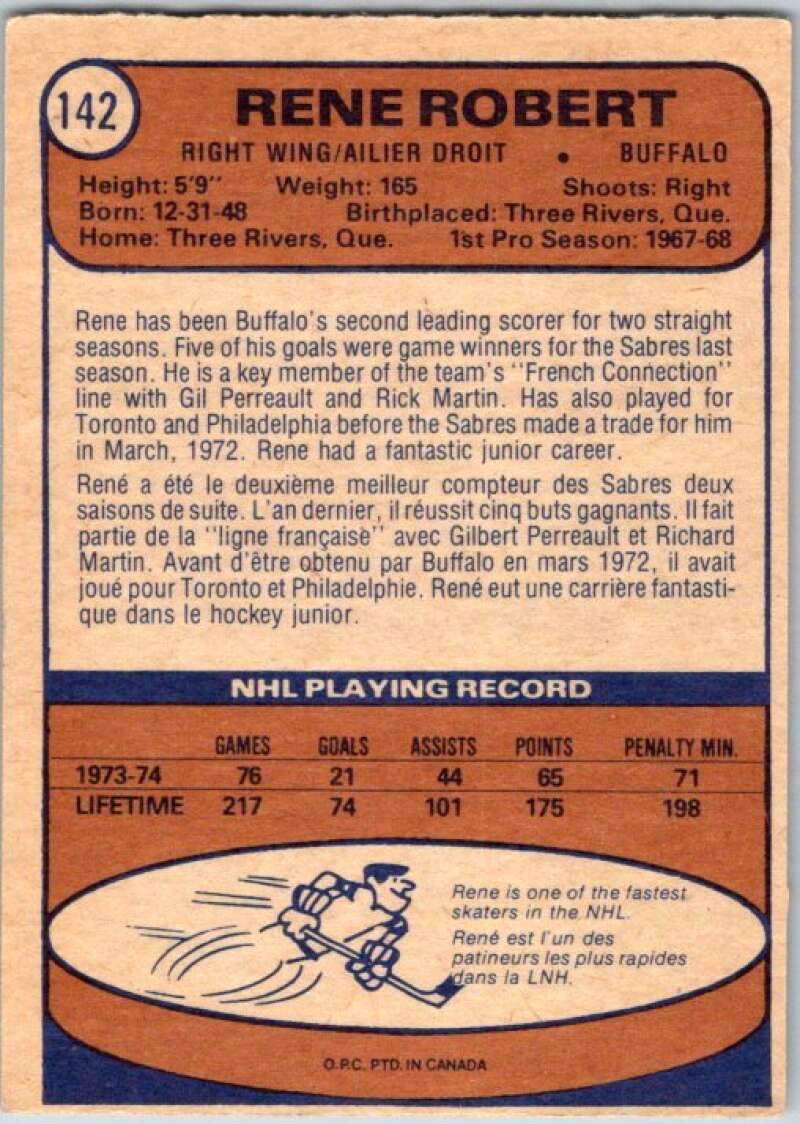 142
RENE ROBERT
RIGHT WING/AILIER DROIT • BUFFALO
Height: 5'9'' Weight: 165 Shoots: Right
Born: 12-31-48 Birthplaced: Three Rivers, Que.
Home: Three Rivers, Que. 1st Pro Season: 1967-68
Rene has been Buffalo's second leading scorer for two straight
seasons. Five of his goals were game winners for the Sabres last
season. He is a key member of the team's ''French Connection''
line with Gil Perreault and Rick Martin. Has also played for
Toronto and Philadelphia before the Sabres made a trade for him
in March, 1972. Rene had a fantastic junior career.
René a été le deuxième meilleur compteur des Sabres deux
saisons de suite. L'an dernier, il réussit cinq buts gagnants. Il fait
partie de la ''ligne française'' avec Gilbert Perreault et Richard
Martin. Avant d'être obtenu par Buffalo en mars 1972, il avait
joué pour Toronto et Philadelphie. René eut une carrière fantasti-
que dans le hockey junior.
NHL PLAYING RECORD
GAMES GOALS ASSISTS POINTS PENALTY MIN.
1973-74 76 21 44 65 71
LIFETIME 217 74 101 175 198
Rene is one of the fastest
skaters in the NHL.
René est l'un des
patineurs les plus rapides
dans la LNH.
O.P.C. PTD. IN CANADA